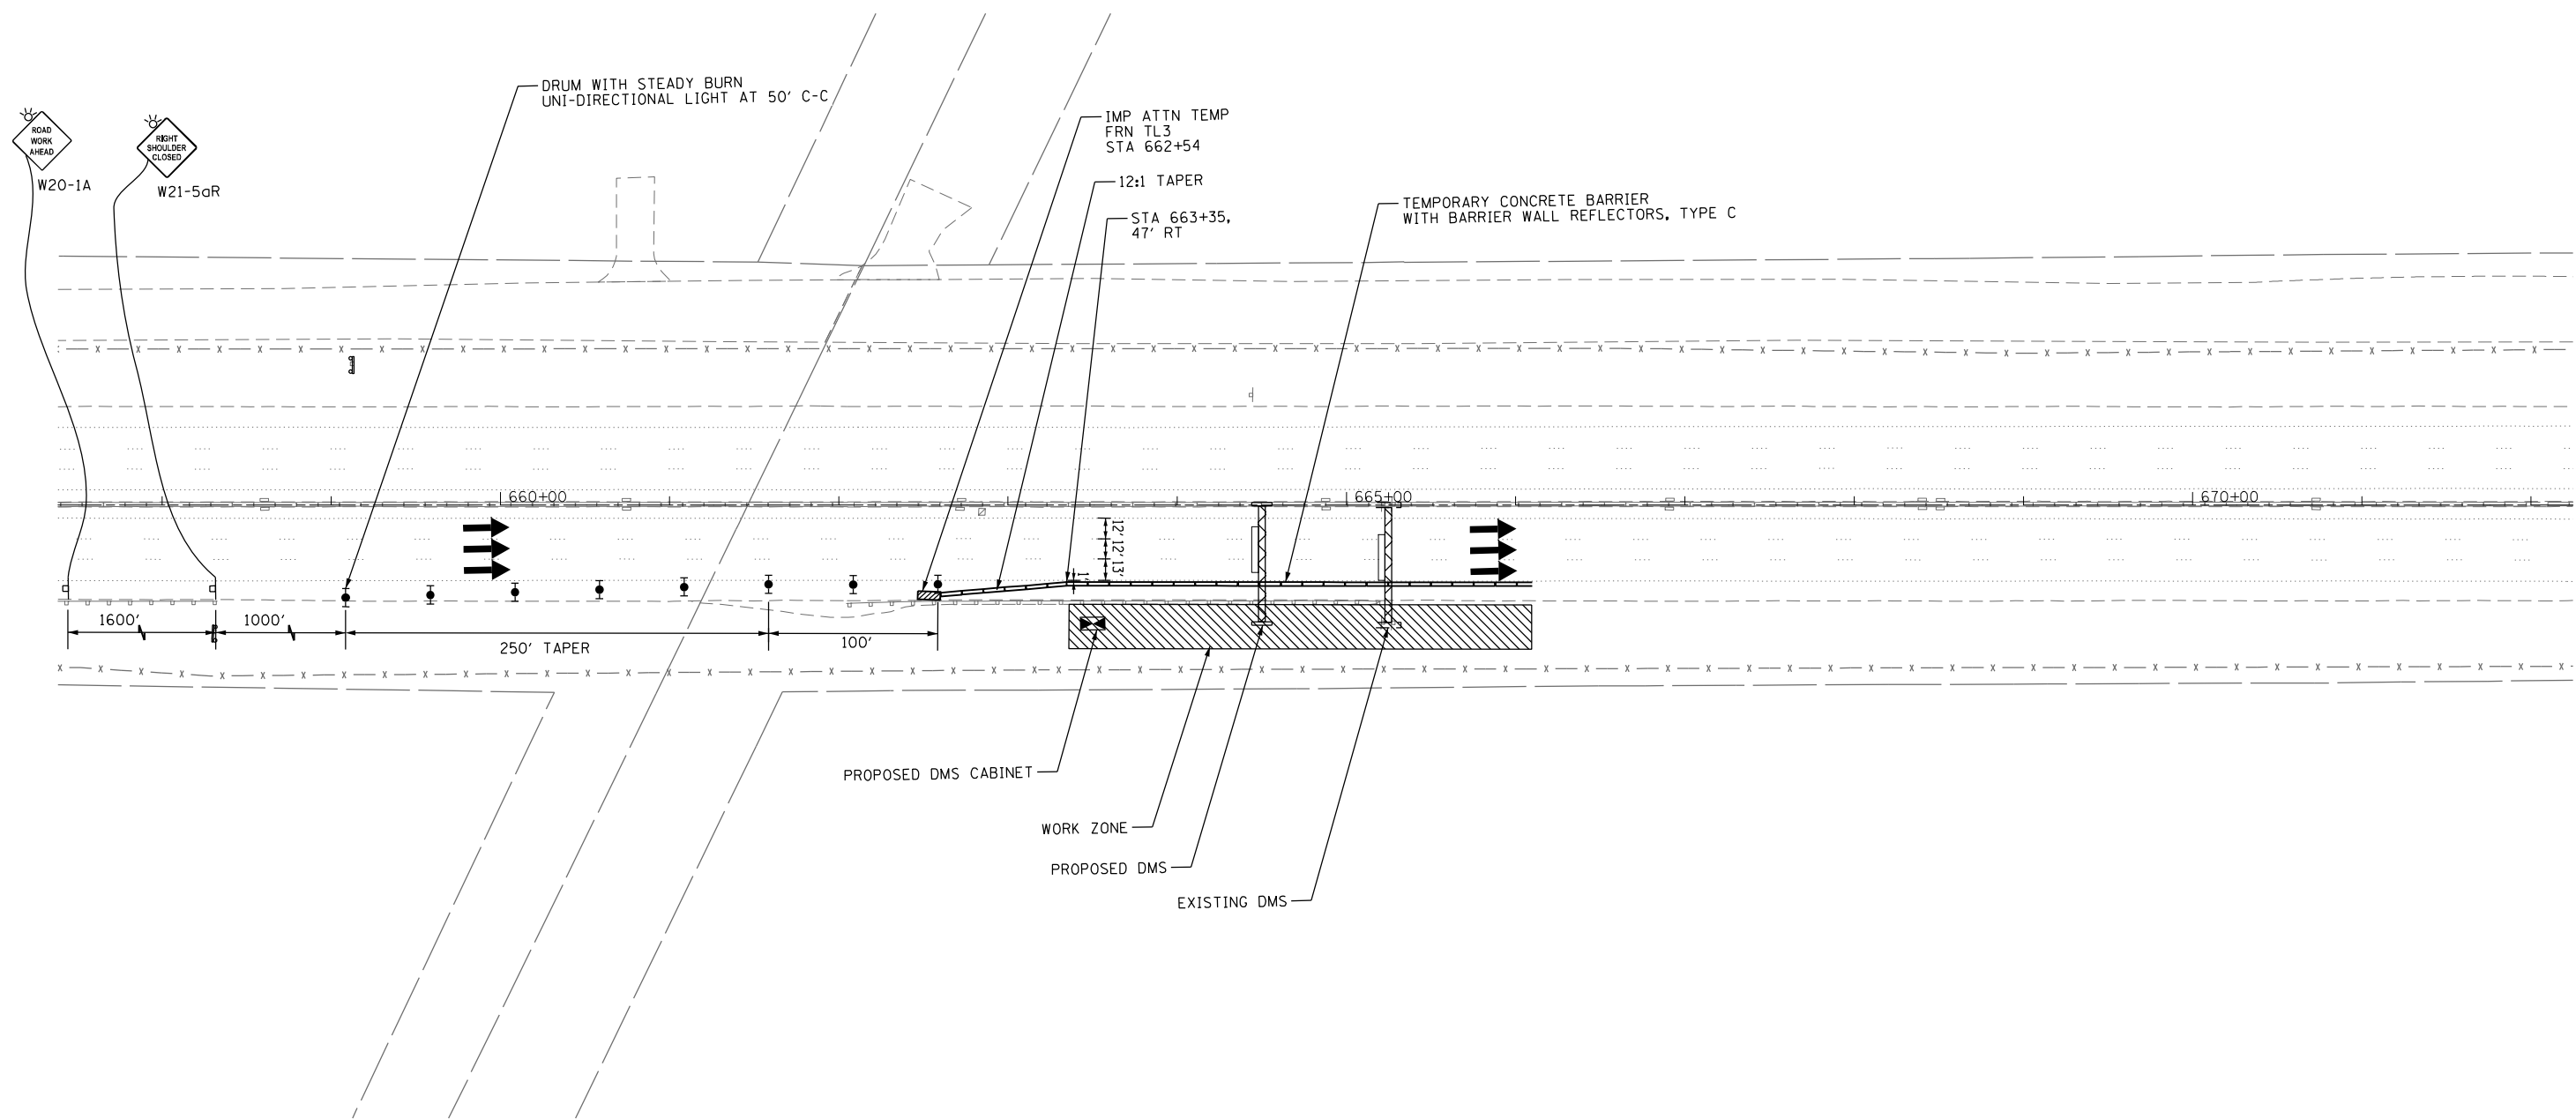 DRUM WITH STEADY BURN
UNI-DIRECTIONAL LIGHT AT 50' C-C
ROAD
WORK
AHEAD
W20-1A
RIGHT
SHOULDER
CLOSED
W21-5aR
IMP ATTN TEMP
FRN TL3
STA 662+54
12:1 TAPER
STA 663+35,
47' RT
TEMPORARY CONCRETE BARRIER
WITH BARRIER WALL REFLECTORS, TYPE C
660+00
665+00
670+00
12'
12'
13'
1'
1600'
1000'
250' TAPER
100'
PROPOSED DMS CABINET
WORK ZONE
PROPOSED DMS
EXISTING DMS